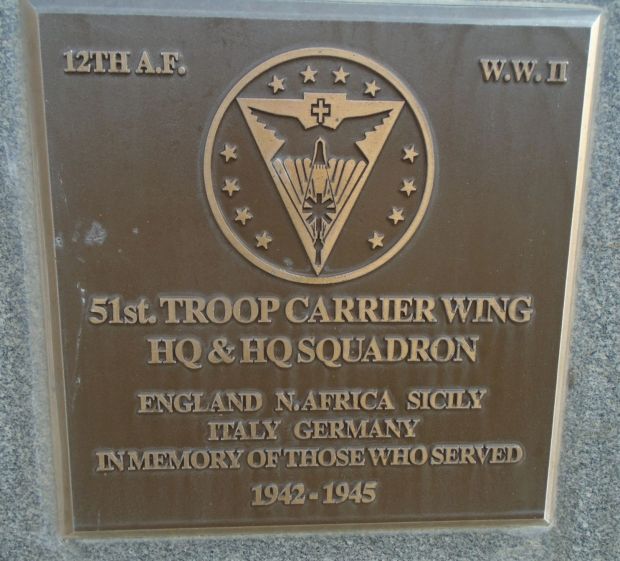 12TH A.F.
W.W. II
51st. TROOP CARRIER WING
HQ & HQ SQUADRON
ENGLAND N. AFRICA SICILY
ITALY GERMANY
IN MEMORY OF THOSE WHO SERVED
1942 - 1945